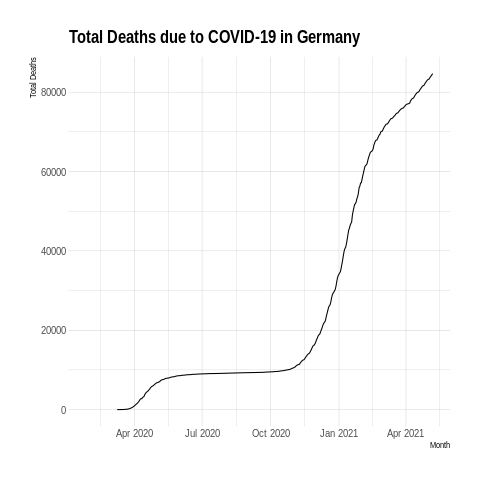 Total Deaths due to COVID-19 in Germany
Total Deaths
80000
60000
40000
20000
0
Apr 2020 Jul 2020 Oct 2020 Jan 2021 Apr 2021
Month